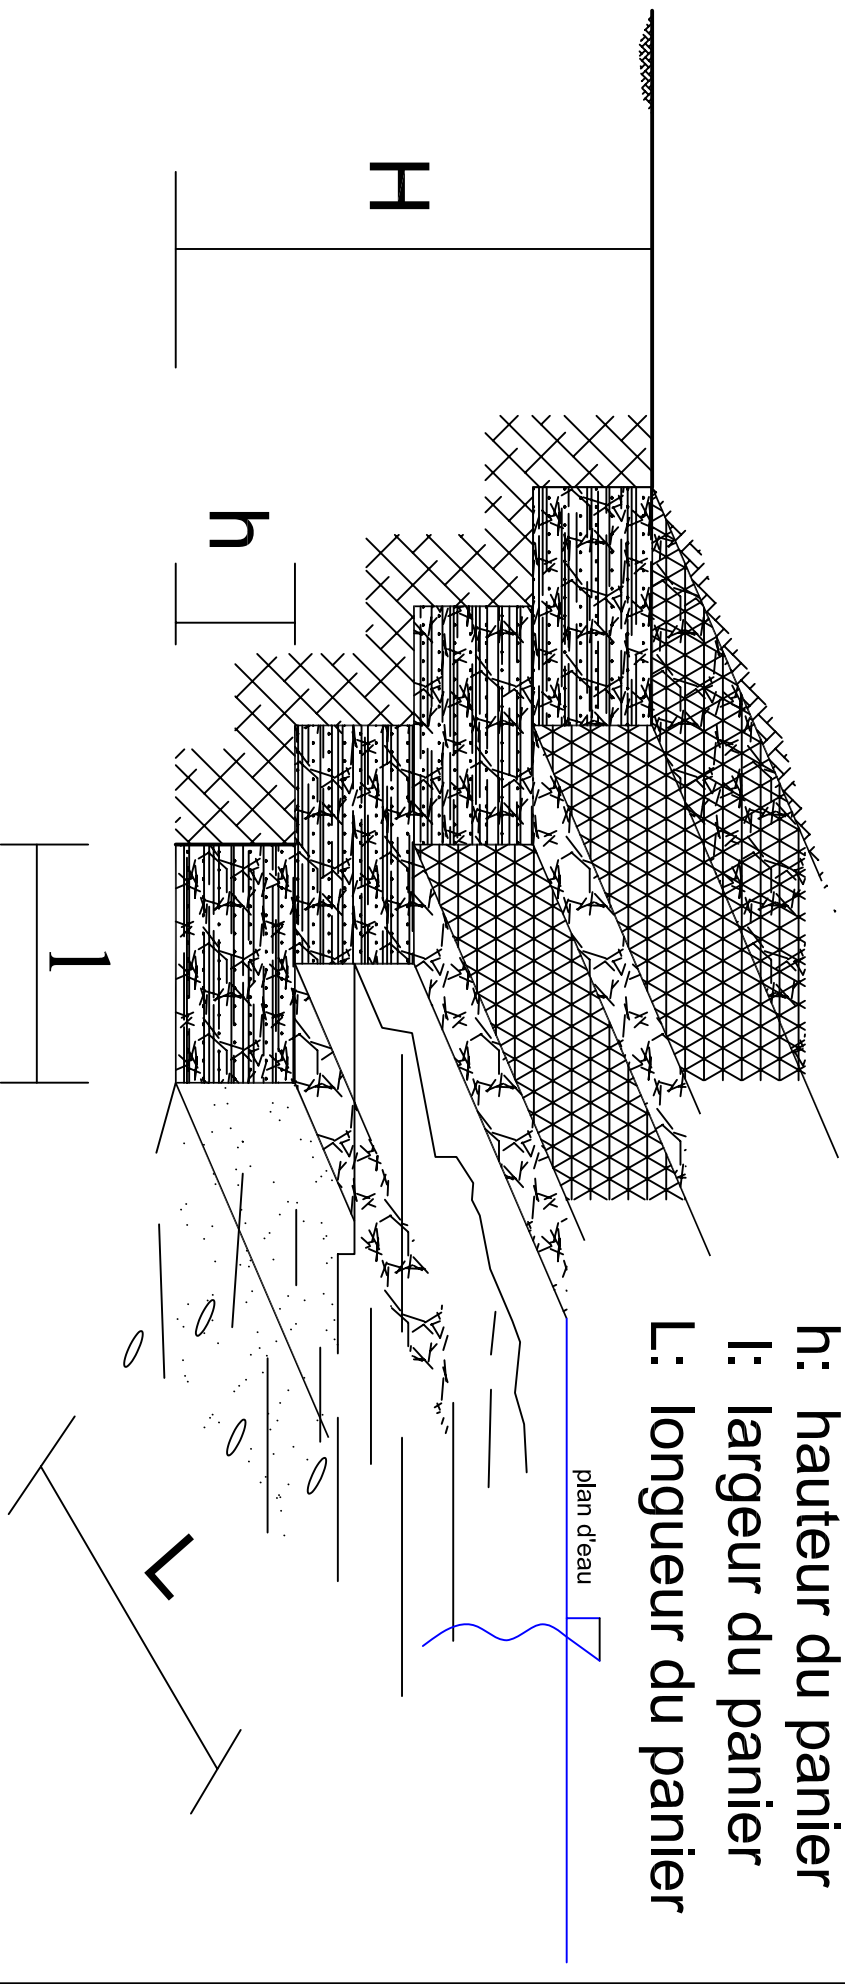 h: hauteur du panier
l: largeur du panier
L: longueur du panier
plan d'eau
H
h
l
L